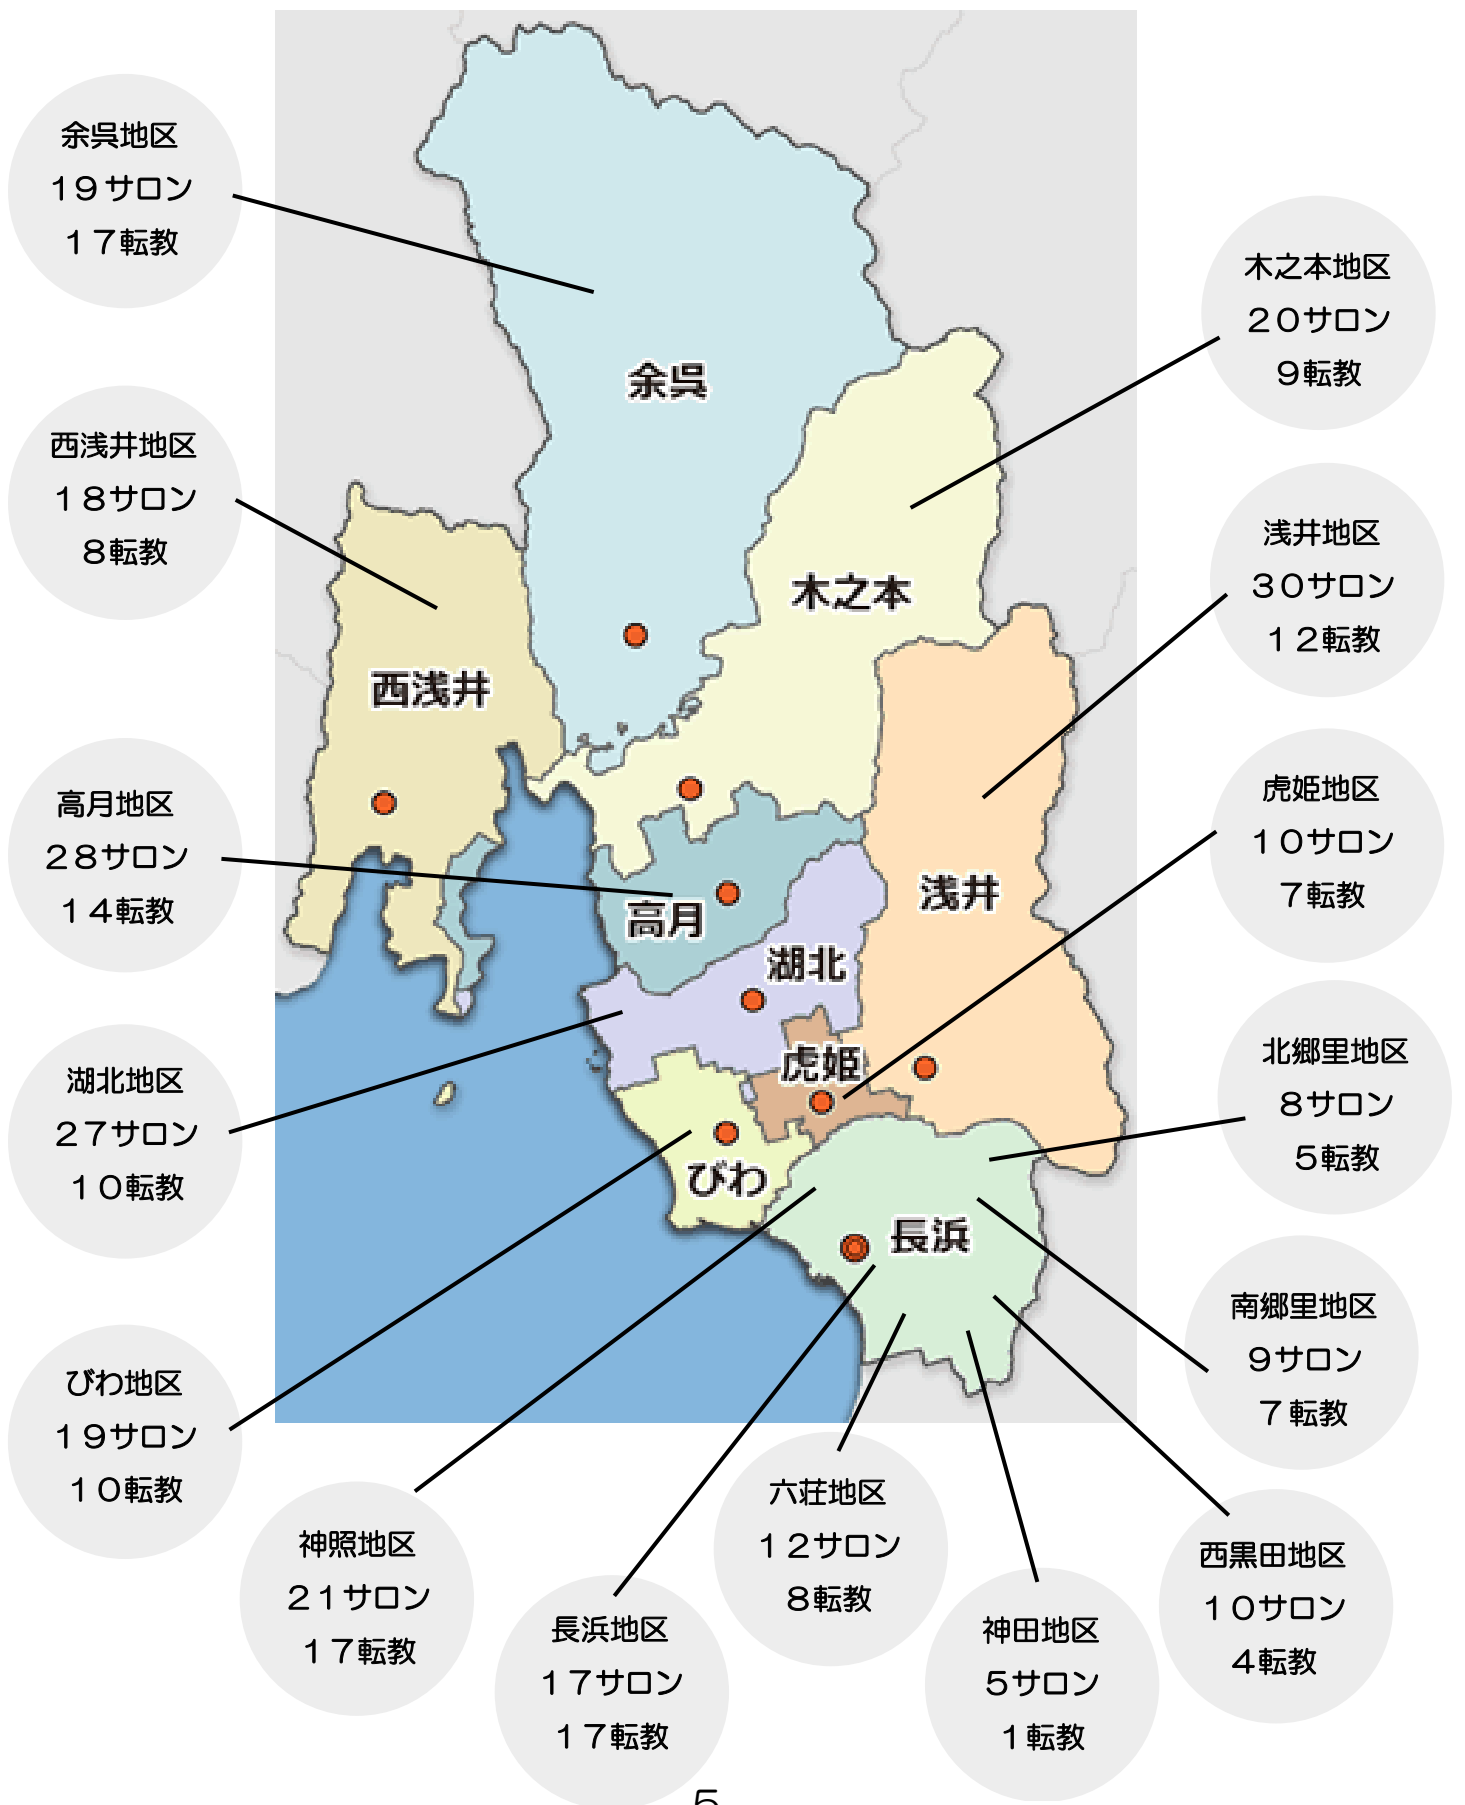 余呉地区
１９サロン
１７転教
木之本地区
２０サロン
９転教
西浅井地区
１８サロン
８転教
浅井地区
３０サロン
１２転教
高月地区
２８サロン
１４転教
虎姫地区
１０サロン
７転教
湖北地区
２７サロン
１０転教
北郷里地区
８サロン
５転教
びわ地区
１９サロン
１０転教
南郷里地区
９サロン
７転教
神照地区
２１サロン
１７転教
長浜地区
１７サロン
１７転教
六荘地区
１２サロン
８転教
神田地区
５サロン
１転教
西黒田地区
１０サロン
４転教
余呉
木之本
西浅井
浅井
高月
湖北
虎姫
びわ
長浜
5